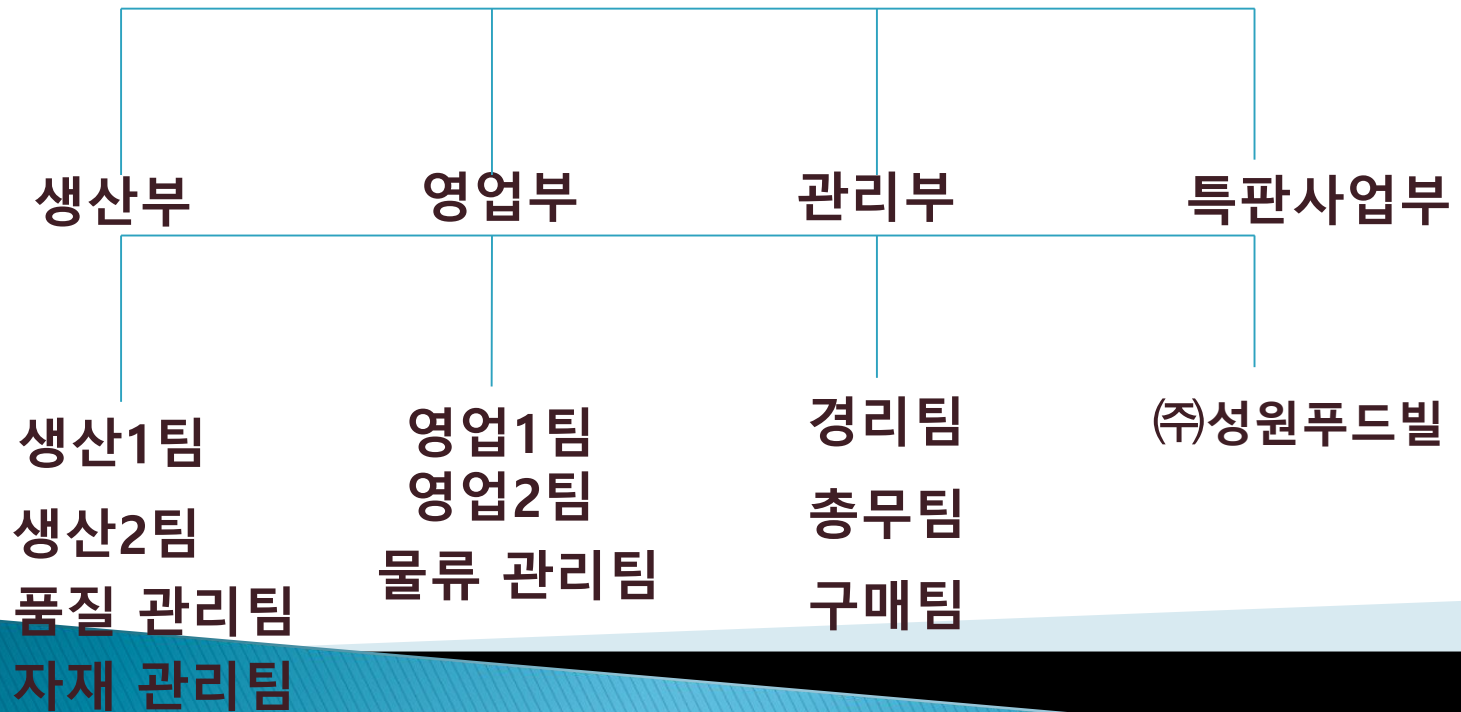 생산부
영업부
관리부
특판사업부
생산1팀
생산2팀
품질 관리팀
자재 관리팀
영업1팀
영업2팀
물류 관리팀
경리팀
총무팀
구매팀
㈜성원푸드빌